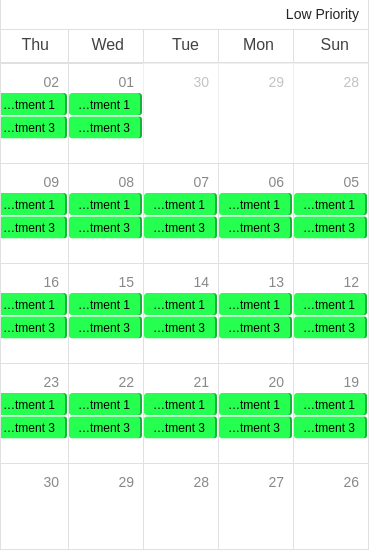 Low Priority
Thu Wed Tue Mon Sun
02 01 30 29 28
...tment 1 ...tment 1
...tment 3 ...tment 3
09 08 07 06 05
...tment 1 ...tment 1 ...tment 1 ...tment 1 ...tment 1
...tment 3 ...tment 3 ...tment 3 ...tment 3 ...tment 3
16 15 14 13 12
...tment 1 ...tment 1 ...tment 1 ...tment 1 ...tment 1
...tment 3 ...tment 3 ...tment 3 ...tment 3 ...tment 3
23 22 21 20 19
...tment 1 ...tment 1 ...tment 1 ...tment 1 ...tment 1
...tment 3 ...tment 3 ...tment 3 ...tment 3 ...tment 3
30 29 28 27 26